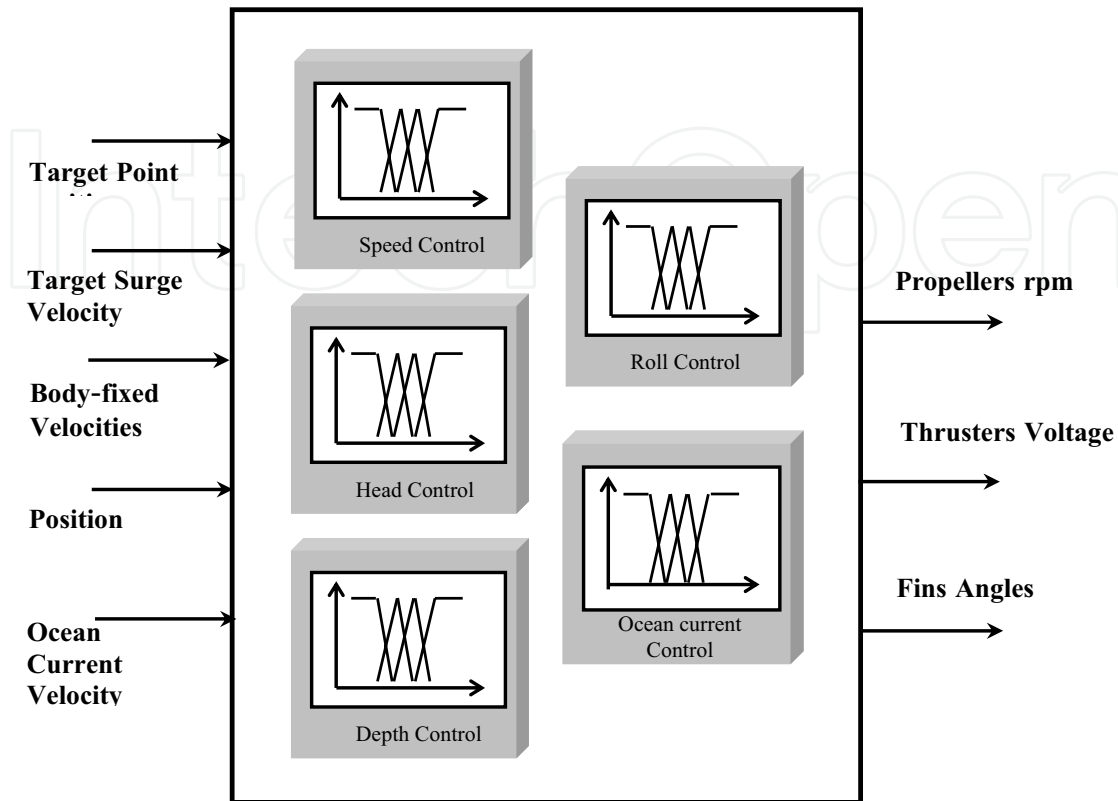 Target Point
Target Surge
Velocity
Body-fixed
Velocities
Position
Ocean
Current
Velocity
Speed Control
Head Control
Depth Control
Roll Control
Ocean current
Control
Propellers rpm
Thrusters Voltage
Fins Angles